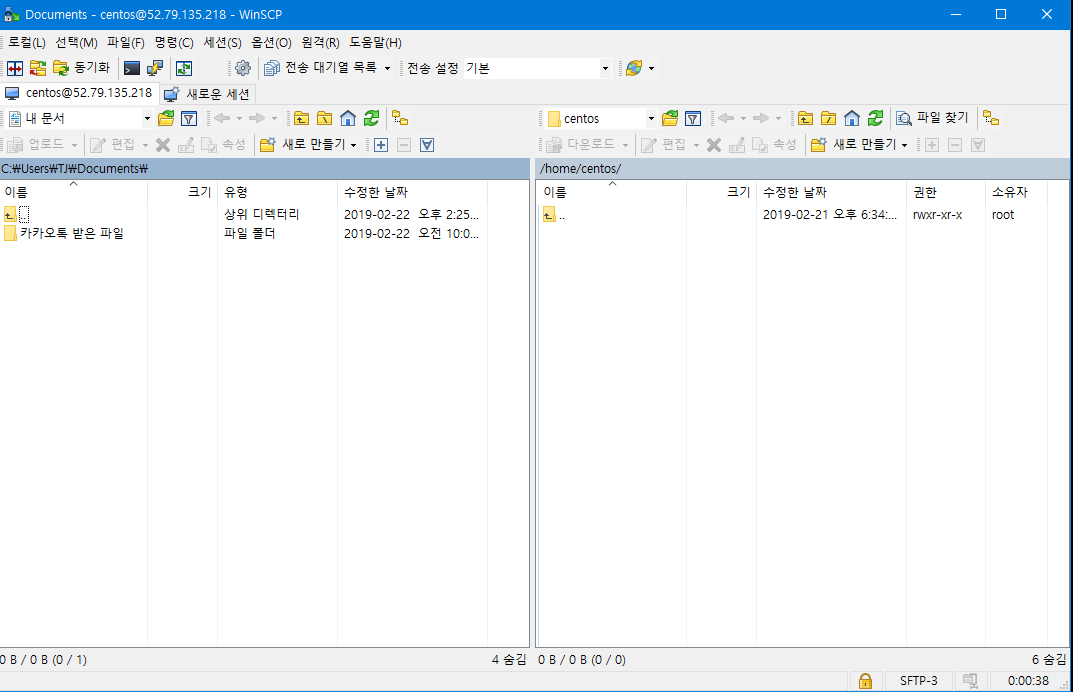 Documents - centos@52.79.135.218 - WinSCP
로컬(L) 선택(M) 파일(F) 명령(C) 세션(S) 옵션(O) 원격(R) 도움말(H)
동기화 전송 대기열 목록 전송 설정 기본
centos@52.79.135.218 새로운 세션
내 문서 centos 파일 찾기
업로드 편집 속성 새로 만들기 다운로드 편집 속성 새로 만들기
C:₩Users₩TJ₩Documents₩ /home/centos/
이름 크기 유형 수정한 날짜 이름 크기 수정한 날짜 권한 소유자
.. 상위 디렉터리 2019-02-22 오후 2:25... .. 2019-02-21 오후 6:34:... rwxr-xr-x root
카카오톡 받은 파일 파일 폴더 2019-02-22 오전 10:0...
0 B / 0 B (0 / 1) 4 숨김 0 B / 0 B (0 / 0) 6 숨김
SFTP-3 0:00:38